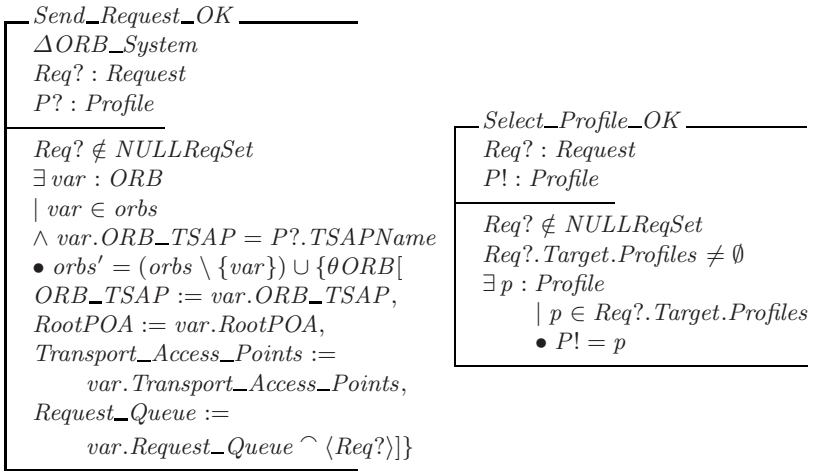 Send_Request_OK
ΔORB_System
Req? : Request
P? : Profile
Req? ∉ NULLReqSet
∃ var : ORB
| var ∈ orbs
∧ var.ORB_TSAP = P?.TSAPName
• orbs′ = (orbs \ {var}) ∪ {θORB[
ORB_TSAP := var.ORB_TSAP,
RootPOA := var.RootPOA,
Transport_Access_Points :=
var.Transport_Access_Points,
Request_Queue :=
var.Request_Queue ⌢ ⟨Req?⟩]}
Select_Profile_OK
Req? : Request
P! : Profile
Req? ∉ NULLReqSet
Req?.Target.Profiles ≠ ∅
∃ p : Profile
| p ∈ Req?.Target.Profiles
• P! = p